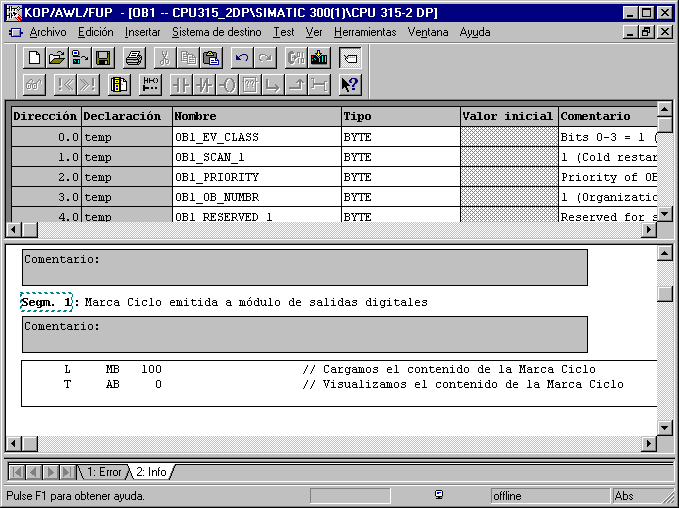 KOP/AWL/FUP - [OB1 -- CPU315_2DP\SIMATIC 300(1)\CPU 315-2 DP]
Archivo Edición Insertar Sistema de destino Test Ver Herramientas Ventana Ayuda
Dirección Declaración Nombre Tipo Valor inicial Comentario
0.0 temp OB1_EV_CLASS BYTE Bits 0-3 = 1 (
1.0 temp OB1_SCAN_1 BYTE 1 (Cold restar
2.0 temp OB1_PRIORITY BYTE Priority of OB
3.0 temp OB1_OB_NUMBR BYTE 1 (Organizatio
4.0 temp OB1_RESERVED_1 BYTE Reserved for s
Comentario:
Segm. 1: Marca Ciclo emitida a módulo de salidas digitales
Comentario:
L MB 100 // Cargamos el contenido de la Marca Ciclo
T AB 0 // Visualizamos el contenido de la Marca Ciclo
1: Error 2: Info
Pulse F1 para obtener ayuda. offline Abs